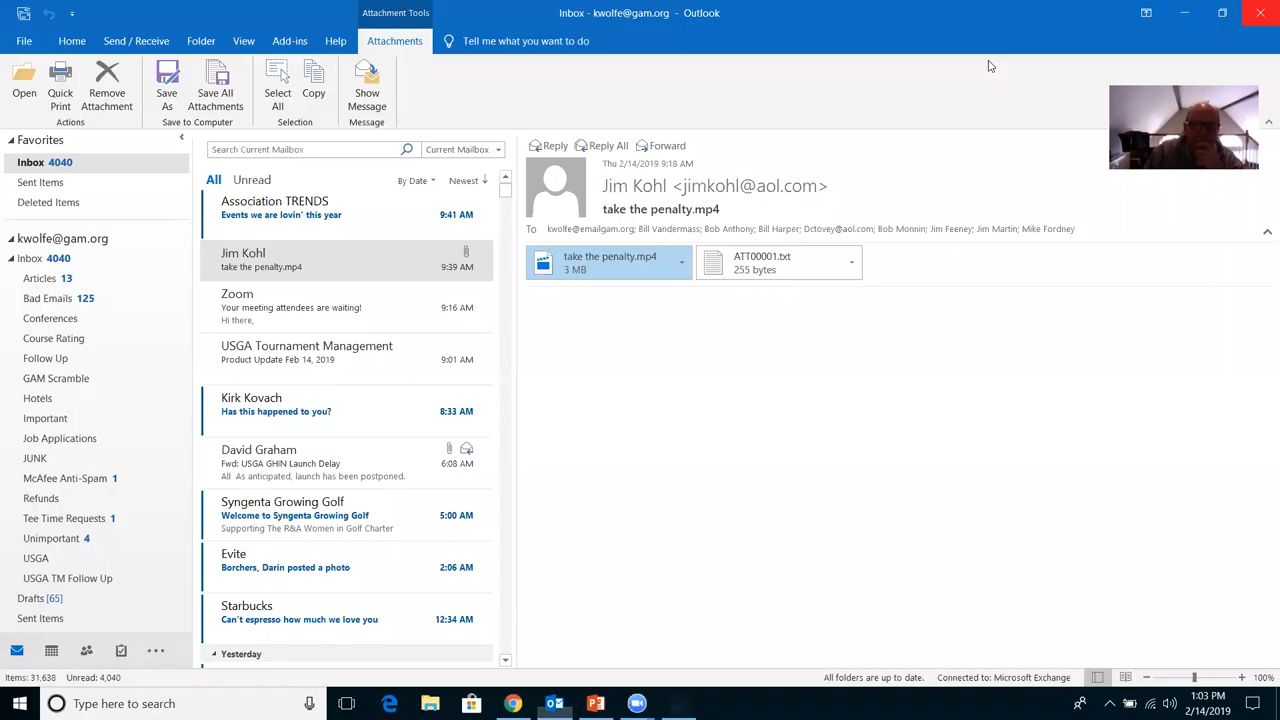 Attachment Tools
Inbox - kwolfe@gam.org - Outlook
File Home Send / Receive Folder View Add-ins Help Attachments Tell me what you want to do
Open
Quick Print
Remove Attachment
Save As
Save All Attachments
Select All
Copy
Show Message
Actions
Save to Computer
Selection
Message
Favorites
Inbox 4040
Sent Items
Deleted Items
kwolfe@gam.org
Inbox 4040
Articles 13
Bad Emails 125
Conferences
Course Rating
Follow Up
GAM Scramble
Hotels
Important
Job Applications
JUNK
McAfee Anti-Spam 1
Refunds
Tee Time Requests 1
Unimportant 4
USGA
USGA TM Follow Up
Drafts [65]
Sent Items
Search Current Mailbox
Current Mailbox
All Unread
By Date Newest
Association TRENDS
Events we are lovin' this year 9:41 AM
Jim Kohl
take the penalty.mp4 9:39 AM
Zoom
Your meeting attendees are waiting! 9:16 AM
Hi there,
USGA Tournament Management
Product Update Feb 14, 2019 9:01 AM
Kirk Kovach
Has this happened to you? 8:33 AM
David Graham
Fwd: USGA GHIN Launch Delay 6:08 AM
All As anticipated, launch has been postponed.
Syngenta Growing Golf
Welcome to Syngenta Growing Golf 5:00 AM
Supporting The R&A Women in Golf Charter
Evite
Borchers, Darin posted a photo 2:06 AM
Starbucks
Can't espresso how much we love you 12:34 AM
Yesterday
Reply Reply All Forward
Thu 2/14/2019 9:18 AM
Jim Kohl <jimkohl@aol.com>
take the penalty.mp4
To kwolfe@emailgam.org; Bill Vandermass; Bob Anthony; Bill Harper; Dctovey@aol.com; Bob Monnin; Jim Feeney; Jim Martin; Mike Fordney
take the penalty.mp4
3 MB
ATT00001.txt
255 bytes
Items: 31,638 Unread: 4,040
All folders are up to date. Connected to: Microsoft Exchange
100%
Type here to search
1:03 PM
2/14/2019